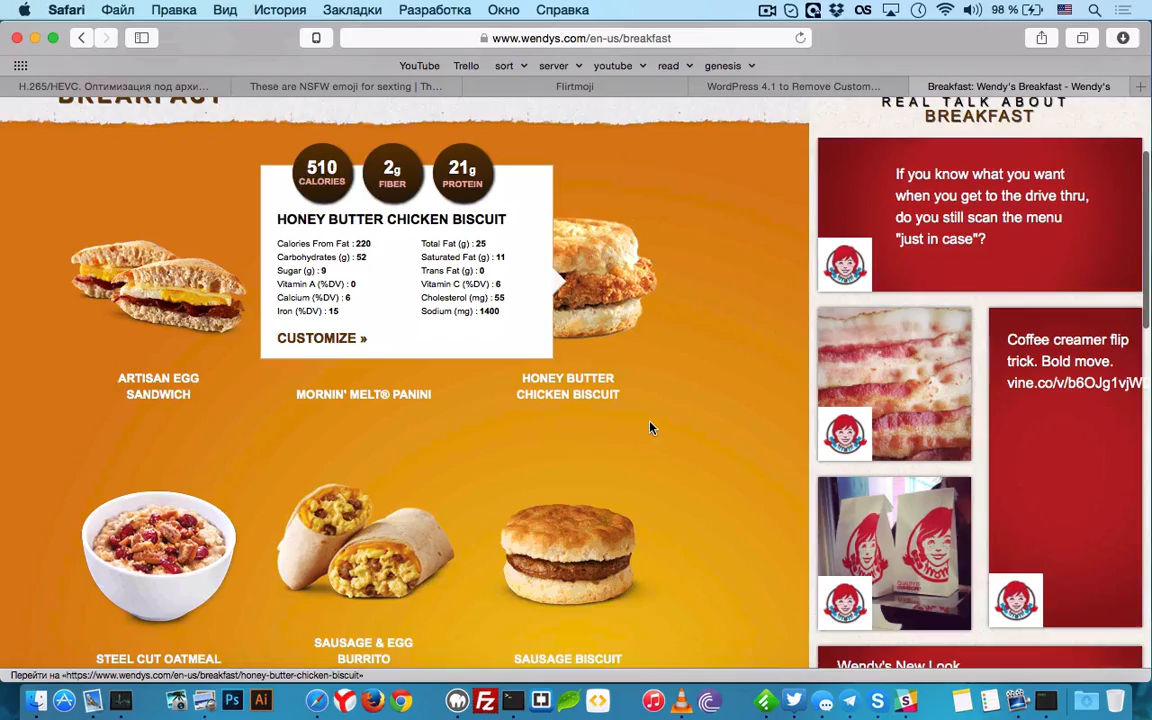 Safari Файл Правка Вид История Закладки Разработка Окно Справка 98 %
www.wendys.com/en-us/breakfast
YouTube Trello sort server youtube read genesis
H.265/HEVC. Оптимизация под архи... These are NSFW emoji for sexting | Th... Flirtmoji WordPress 4.1 to Remove Custom... Breakfast: Wendy's Breakfast - Wendy's
BREAKFAST
REAL TALK ABOUT
BREAKFAST
510
CALORIES
2g
FIBER
21g
PROTEIN
HONEY BUTTER CHICKEN BISCUIT
Calories From Fat : 220
Carbohydrates (g) : 52
Sugar (g) : 9
Vitamin A (%DV) : 0
Calcium (%DV) : 6
Iron (%DV) : 15
Total Fat (g) : 25
Saturated Fat (g) : 11
Trans Fat (g) : 0
Vitamin C (%DV) : 6
Cholesterol (mg) : 55
Sodium (mg) : 1400
CUSTOMIZE »
ARTISAN EGG
SANDWICH
MORNIN' MELT® PANINI
HONEY BUTTER
CHICKEN BISCUIT
STEEL CUT OATMEAL
SAUSAGE & EGG
BURRITO
SAUSAGE BISCUIT
If you know what you want
when you get to the drive thru,
do you still scan the menu
"just in case"?
Coffee creamer flip
trick. Bold move.
vine.co/v/b6OJg1vjW
Wendy's New Look
Перейти на «https://www.wendys.com/en-us/breakfast/honey-butter-chicken-biscuit»